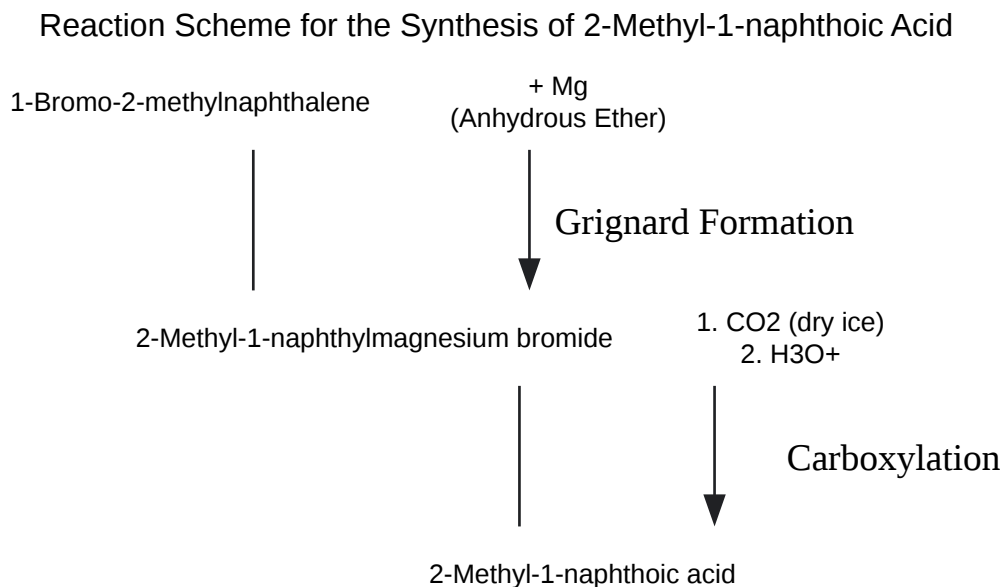 Reaction Scheme for the Synthesis of 2-Methyl-1-naphthoic Acid
1-Bromo-2-methylnaphthalene
+ Mg
(Anhydrous Ether)
Grignard Formation
2-Methyl-1-naphthylmagnesium bromide
1. CO2 (dry ice)
2. H3O+
Carboxylation
2-Methyl-1-naphthoic acid